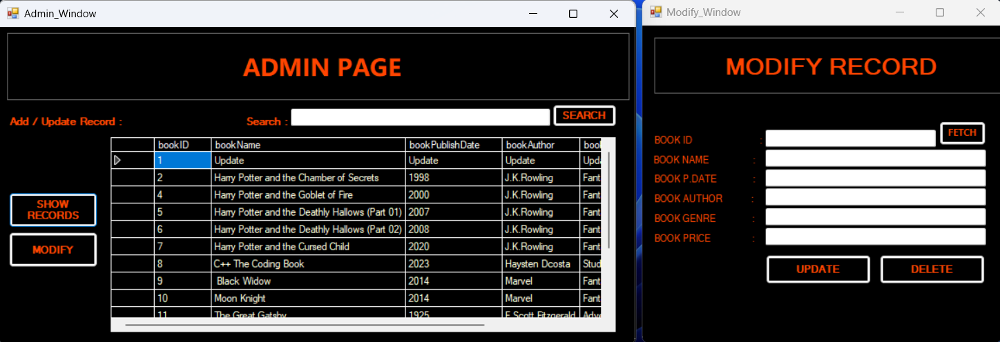 Admin_Window
ADMIN PAGE
Add / Update Record :
Search :
SEARCH
bookID bookName bookPublishDate bookAuthor
1 Update Update Update
2 Harry Potter and the Chamber of Secrets 1998 J.K.Rowling Fant
4 Harry Potter and the Goblet of Fire 2000 J.K.Rowling Fant
5 Harry Potter and the Deathly Hallows (Part 01) 2007 J.K.Rowling Fant
6 Harry Potter and the Deathly Hallows (Part 02) 2008 J.K.Rowling Fant
7 Harry Potter and the Cursed Child 2020 J.K.Rowling Fant
8 C++ The Coding Book 2023 Haysten Dcosta Stud
9 Black Widow 2014 Marvel Fant
10 Moon Knight 2014 Marvel Fant
11 The Great Gatsby 1925 F.Scott Fitzgerald Adve
SHOW
RECORDS
MODIFY
Modify_Window
MODIFY RECORD
BOOK ID :
FETCH
BOOK NAME :
BOOK P.DATE :
BOOK AUTHOR :
BOOK GENRE :
BOOK PRICE :
UPDATE DELETE